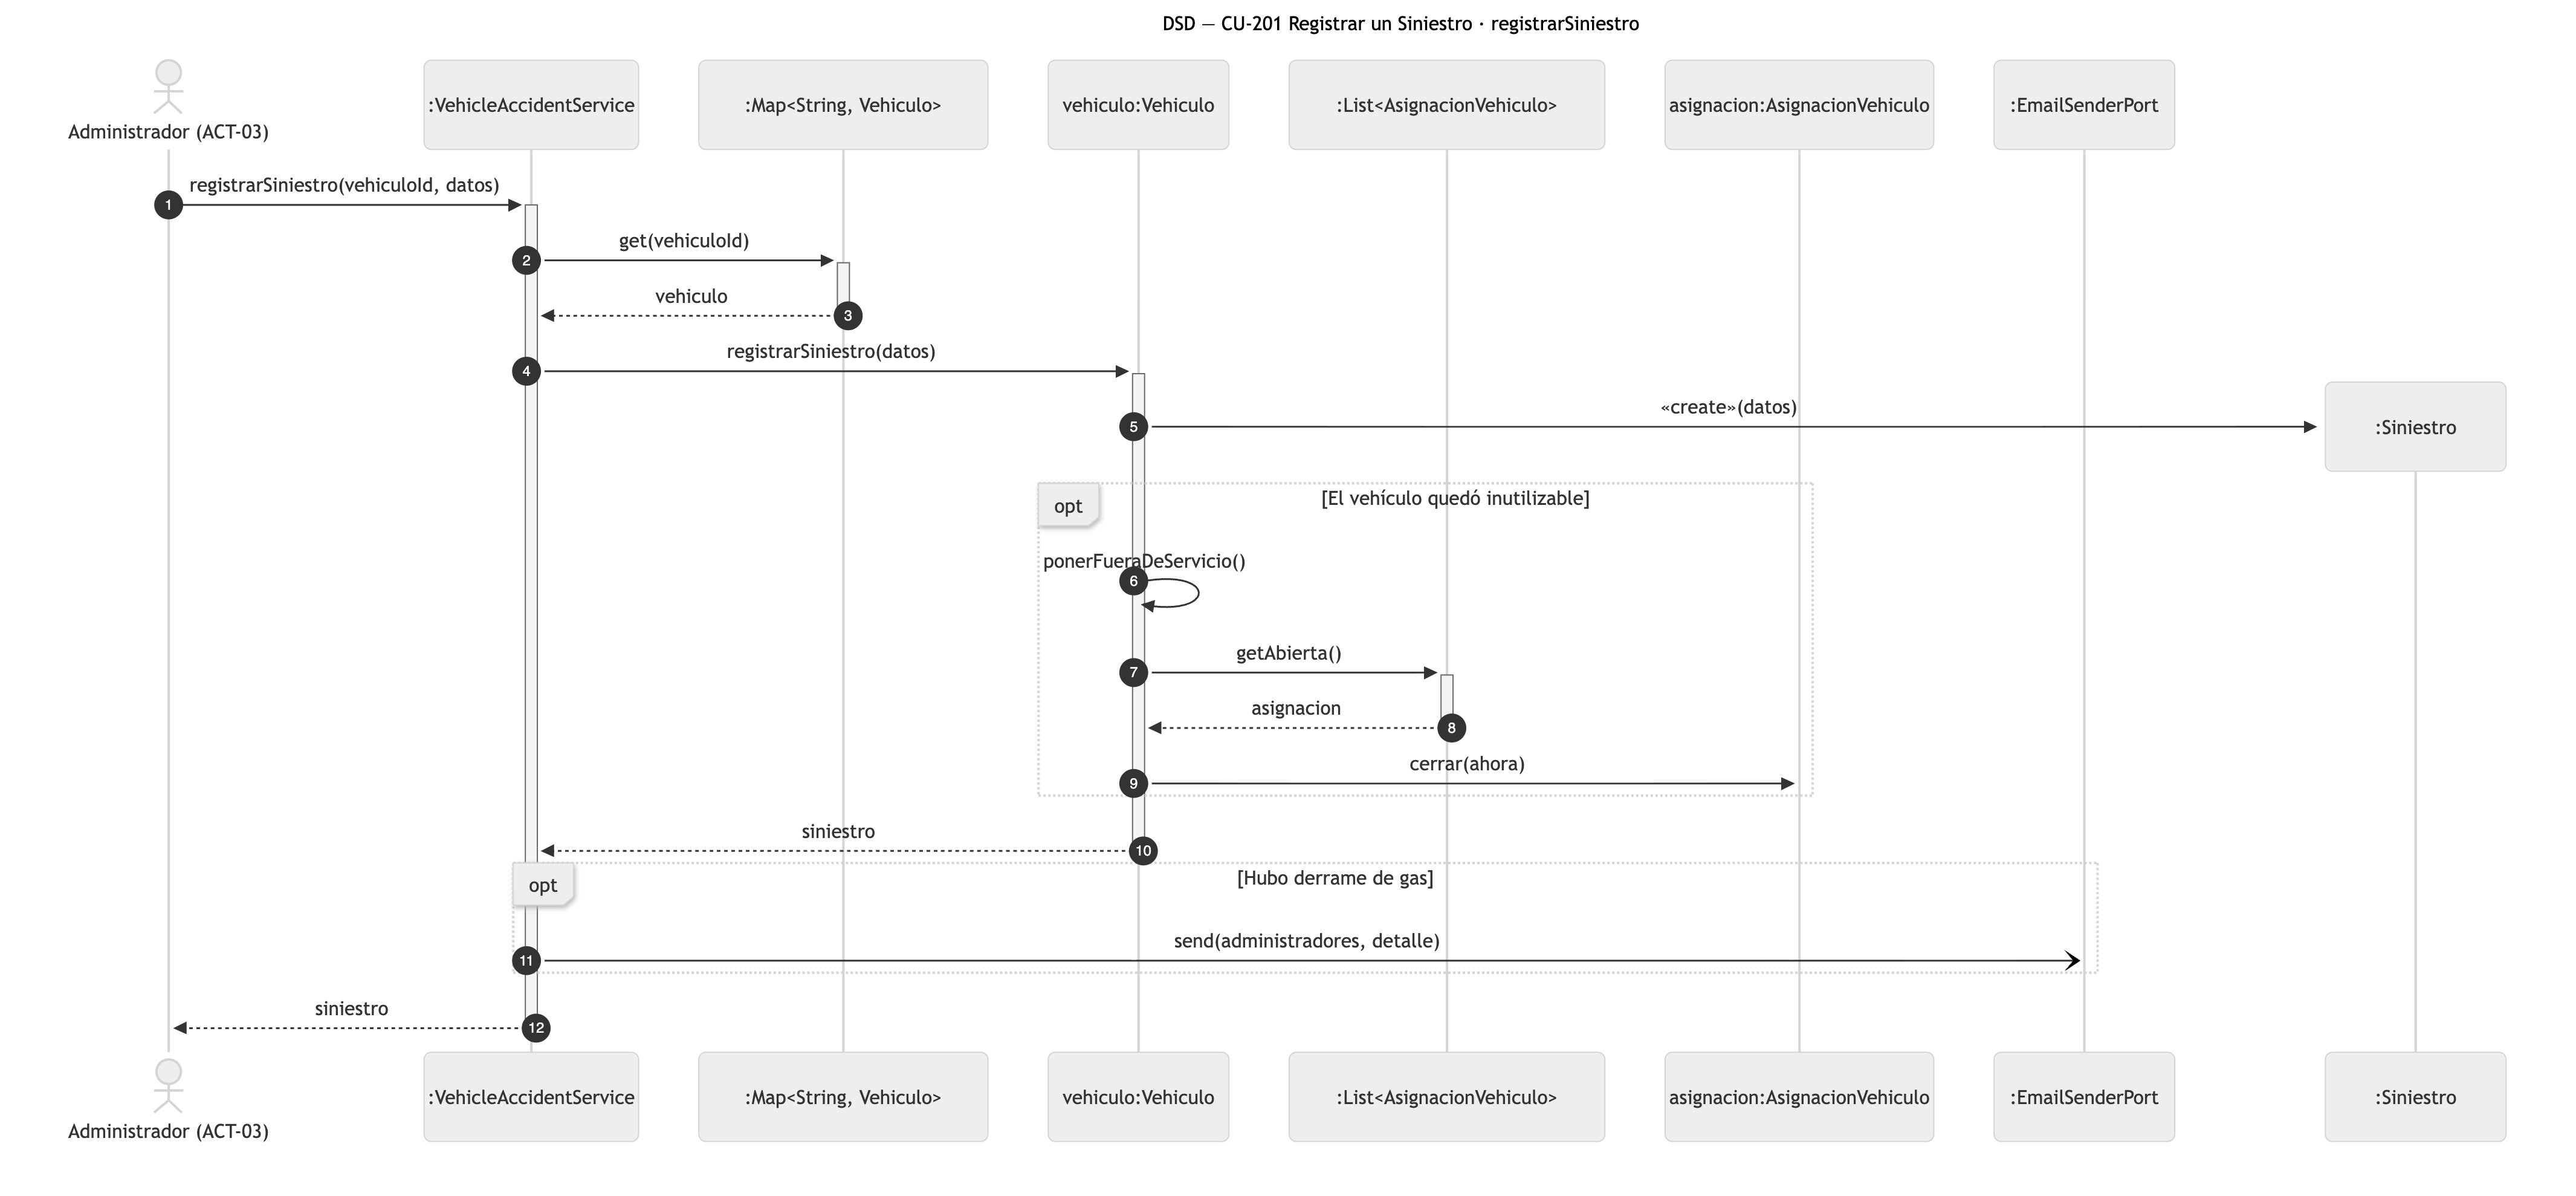 DSD — CU-201 Registrar un Siniestro · registrarSiniestro
Administrador (ACT-03)
:VehicleAccidentService
:Map<String, Vehiculo>
vehiculo:Vehiculo
:List<AsignacionVehiculo>
asignacion:AsignacionVehiculo
:EmailSenderPort
registrarSiniestro(vehiculoId, datos)
1
get(vehiculoId)
2
vehiculo
3
registrarSiniestro(datos)
4
«create»(datos)
5
:Siniestro
opt
[El vehículo quedó inutilizable]
ponerFueraDeServicio()
6
getAbierta()
7
asignacion
8
cerrar(ahora)
9
siniestro
10
opt
[Hubo derrame de gas]
send(administradores, detalle)
11
siniestro
12
Administrador (ACT-03)
:VehicleAccidentService
:Map<String, Vehiculo>
vehiculo:Vehiculo
:List<AsignacionVehiculo>
asignacion:AsignacionVehiculo
:EmailSenderPort
:Siniestro